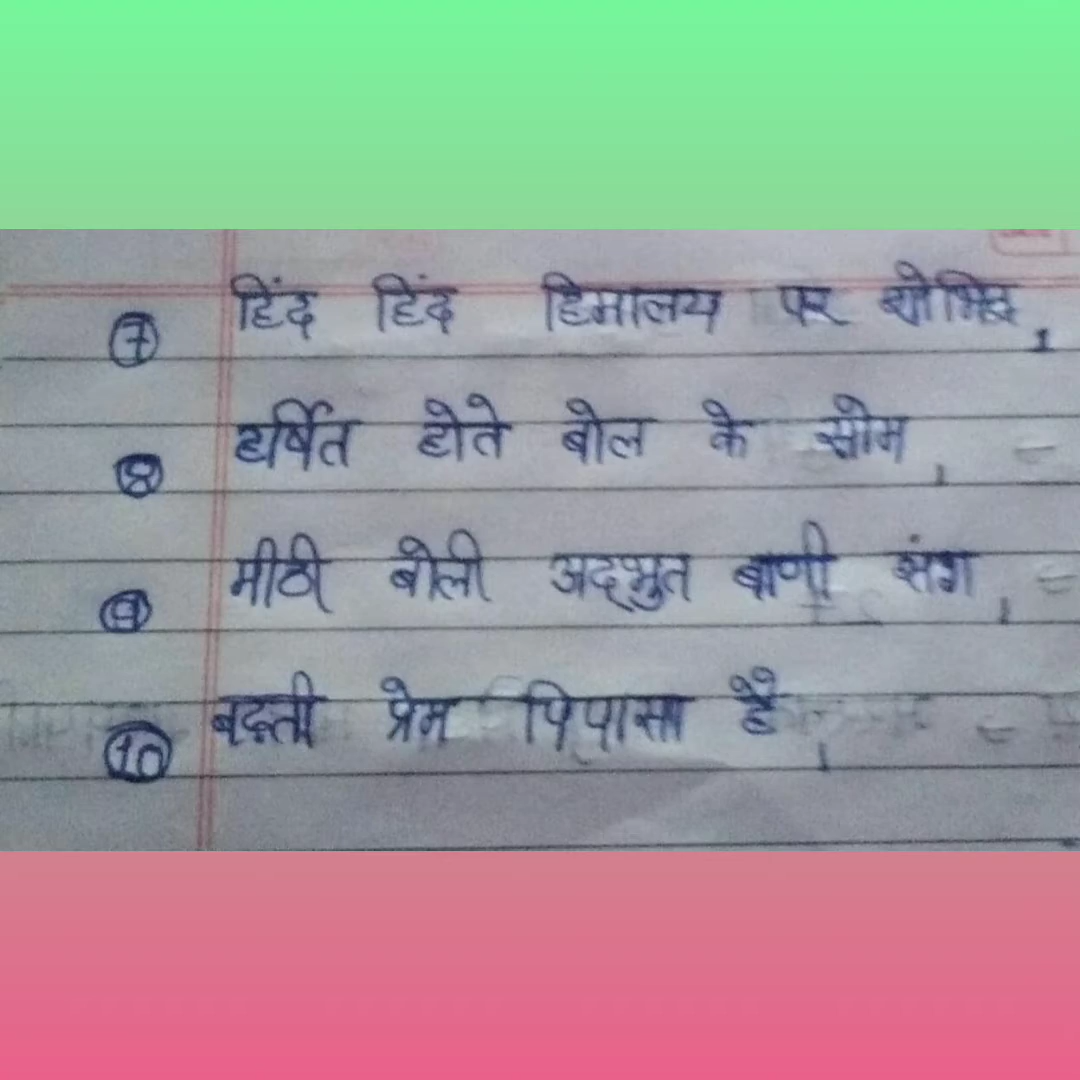 7 हिंद हिंद हिमालय पर शोभित,
8 हर्षित होते बोल के सोम,
9 मीठी बोली अद्भुत बाणी संग,
10 बढ़ती प्रेम पिपासा है,